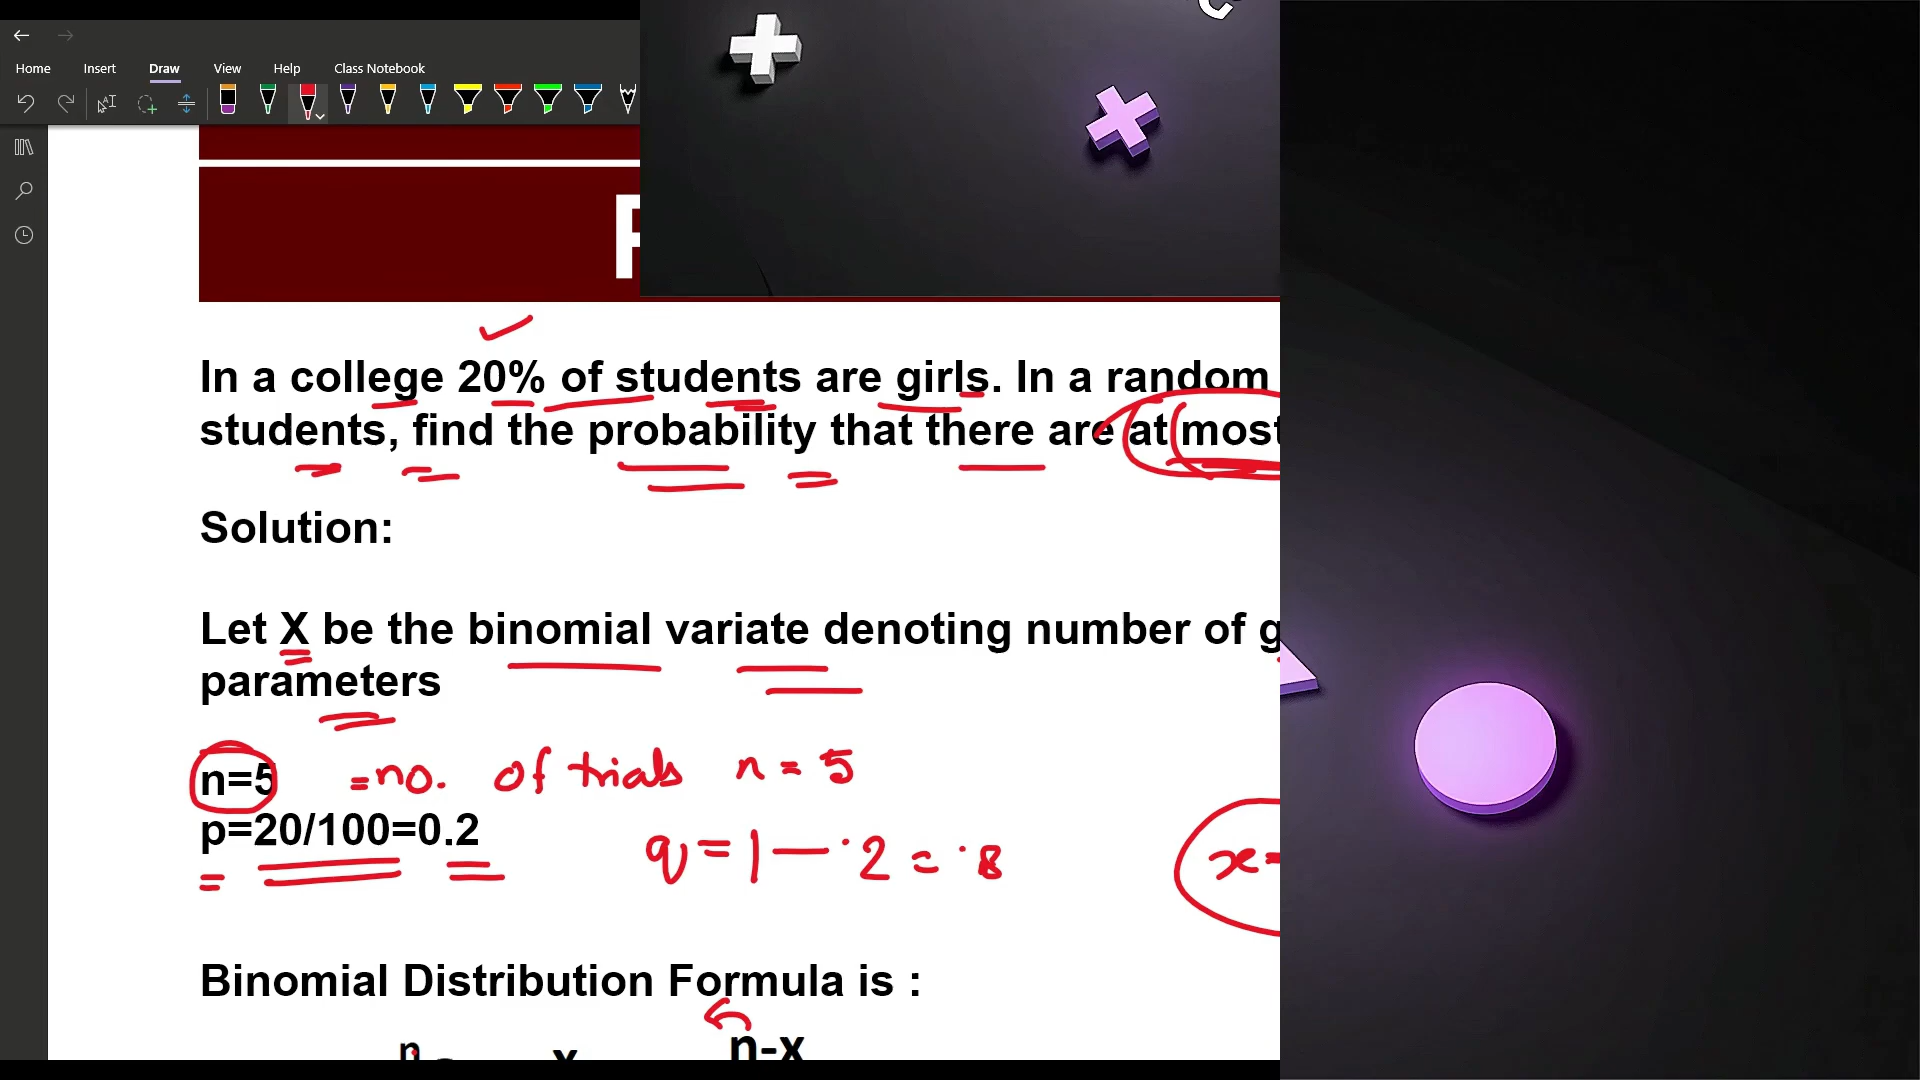 Home Insert Draw View Help Class Notebook
In a college 20% of students are girls. In a random
students, find the probability that there are at most
Solution:
Let X be the binomial variate denoting number of
parameters
n=5 =no. of trials n = 5
p=20/100=0.2 q = 1 — .2 = .8
x=
Binomial Distribution Formula is :
n x n-x